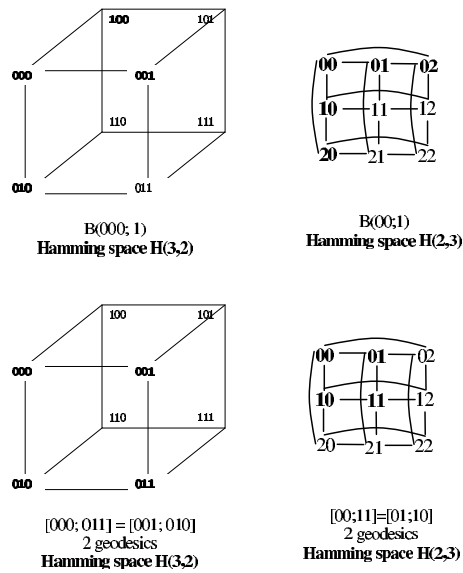 100 101
000 001
110 111
010 011
B(000; 1)
Hamming space H(3,2)
00 01 02
10 11 12
20 21 22
B(00;1)
Hamming space H(2,3)
100 101
000 001
110 111
010 011
[000; 011] = [001; 010]
2 geodesics
Hamming space H(3,2)
00 01 02
10 11 12
20 21 22
[00;11]=[01;10]
2 geodesics
Hamming space H(2,3)